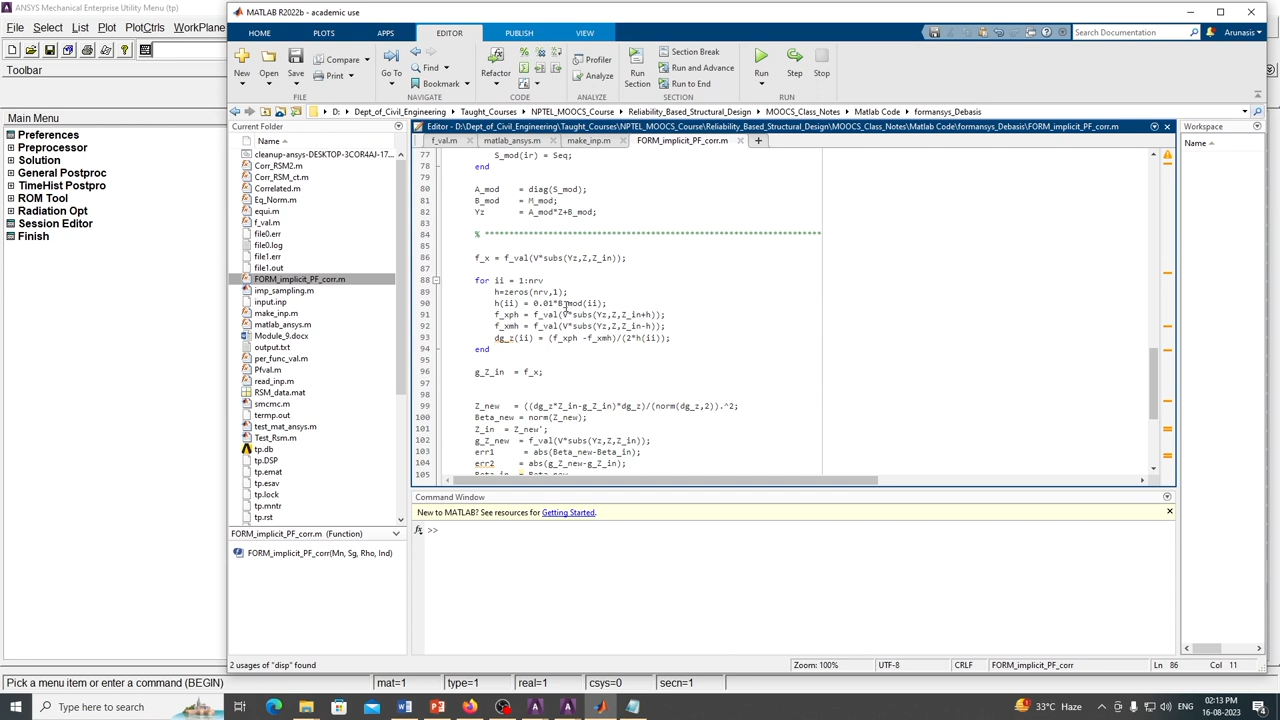 ANSYS Mechanical Enterprise Utility Menu (tp)
File Select List Plot PlotCtrls WorkPlane
Toolbar
Preferences
Preprocessor
Solution
General Postproc
TimeHist Postpro
ROM Tool
Radiation Opt
Session Editor
Finish
MATLAB R2022b - academic use
HOME PLOTS APPS EDITOR PUBLISH VIEW
Search Documentation
Arunasis
New Open Save Compare Print
FILE
Go To Find Bookmark
NAVIGATE
Refactor
CODE
Profiler
Analyze
ANALYZE
Run Section
Section Break
Run and Advance
Run to End
SECTION
Run Step Stop
RUN
D: Dept_of_Civil_Engineering Taught_Courses NPTEL_MOOCS_Course Reliability_Based_Structural_Design MOOCS_Class_Notes Matlab Code formansys_Debasis
Current Folder
Name
cleanup-ansys-DESKTOP-3COR4AJ-17...
Corr_RSM2.m
Corr_RSM_ct.m
Correlated.m
Eq_Norm.m
equi.m
f_val.m
file0.err
file0.log
file1.err
file1.out
FORM_implicit_PF_corr.m
imp_sampling.m
input.inp
make_inp.m
matlab_ansys.m
Module_9.docx
output.txt
per_func_val.m
Pfval.m
read_inp.m
RSM_data.mat
smcmc.m
termp.out
test_mat_ansys.m
Test_Rsm.m
tp.db
tp.DSP
tp.emat
tp.esav
tp.lock
tp.mntr
tp.rst
FORM_implicit_PF_corr.m (Function)
FORM_implicit_PF_corr(Mn, Sg, Rho, Ind)
Editor - D:\Dept_of_Civil_Engineering\Taught_Courses\NPTEL_MOOCS_Course\Reliability_Based_Structural_Design\MOOCS_Class_Notes\Matlab Code\formansys_Debasis\FORM_implicit_PF_corr.m
f_val.m matlab_ansys.m make_inp.m FORM_implicit_PF_corr.m
77 S_mod(ir) = Seq;
78 end
79
80 A_mod = diag(S_mod);
81 B_mod = M_mod;
82 Yz = A_mod*Z+B_mod;
83
84 % *******************************************************************
85
86 f_x = f_val(V*subs(Yz,Z,Z_in));
87
88 for ii = 1:nrv
89 h=zeros(nrv,1);
90 h(ii) = 0.01*B_mod(ii);
91 f_xph = f_val(V*subs(Yz,Z,Z_in+h));
92 f_xmh = f_val(V*subs(Yz,Z,Z_in-h));
93 dg_z(ii) = (f_xph -f_xmh)/(2*h(ii));
94 end
95
96 g_Z_in = f_x;
97
98
99 Z_new = ((dg_z*Z_in-g_Z_in)*dg_z)/(norm(dg_z,2)).^2;
100 Beta_new = norm(Z_new);
101 Z_in = Z_new';
102 g_Z_new = f_val(V*subs(Yz,Z,Z_in));
103 err1 = abs(Beta_new-Beta_in);
104 err2 = abs(g_Z_new-g_Z_in);
105 Beta_in = Beta_new
Workspace
Name
Command Window
New to MATLAB? See resources for Getting Started.
fx >>
2 usages of "disp" found
Zoom: 100% UTF-8 CRLF FORM_implicit_PF_corr Ln 86 Col 11
Pick a menu item or enter a command (BEGIN) mat=1 type=1 real=1 csys=0 secn=1
Type here to search
33°C Haze
ENG
02:13 PM
16-08-2023